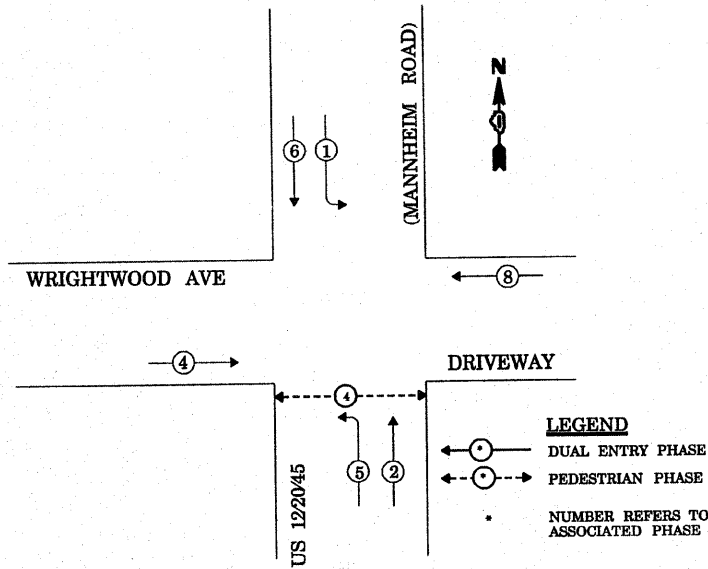 N
(MANNHEIM ROAD)
6
1
WRIGHTWOOD AVE
8
4
DRIVEWAY
4
5
2
US 12/20/45
LEGEND
* DUAL ENTRY PHASE
* PEDESTRIAN PHASE
* NUMBER REFERS TO
ASSOCIATED PHASE